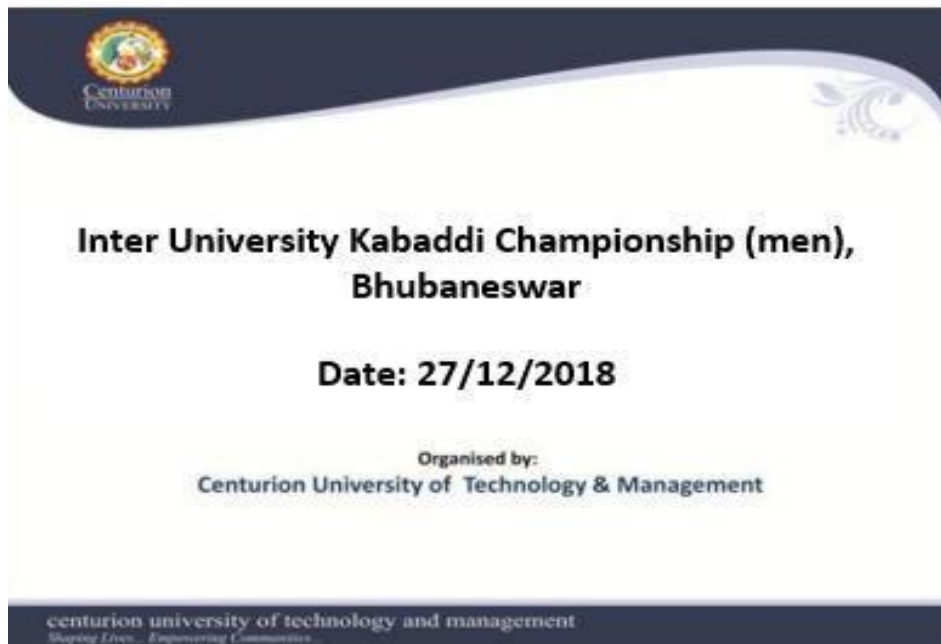 Centurion
UNIVERSITY
Inter University Kabaddi Championship (men),
Bhubaneswar
Date: 27/12/2018
Organised by:
Centurion University of Technology & Management
centurion university of technology and management
Shaping Lives... Empowering Communities...